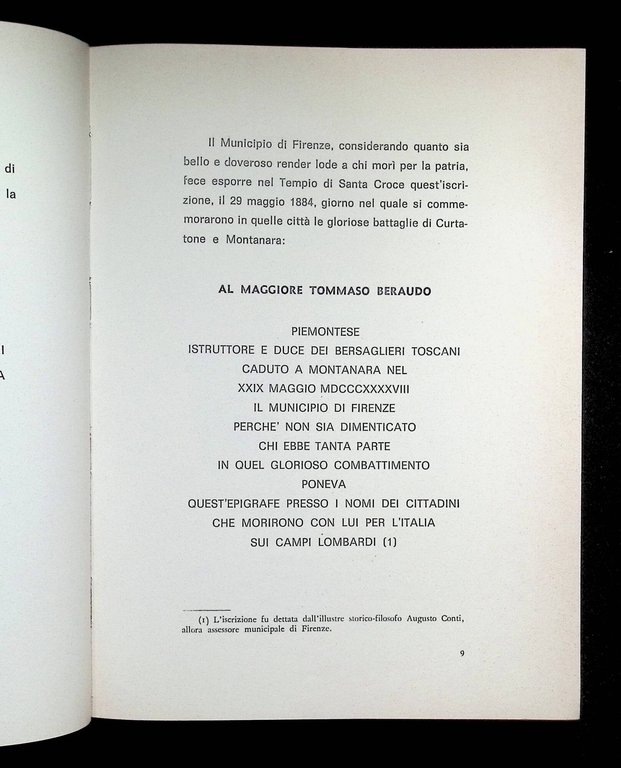 di
la
I
A
Il Municipio di Firenze, considerando quanto sia
bello e doveroso render lode a chi morì per la patria,
fece esporre nel Tempio di Santa Croce quest'iscri-
zione, il 29 maggio 1884, giorno nel quale si comme-
morarono in quelle città le gloriose battaglie di Curta-
tone e Montanara:
AL MAGGIORE TOMMASO BERAUDO
PIEMONTESE
ISTRUTTORE E DUCE DEI BERSAGLIERI TOSCANI
CADUTO A MONTANARA NEL
XXIX MAGGIO MDCCCXXXXVIII
IL MUNICIPIO DI FIRENZE
PERCHE' NON SIA DIMENTICATO
CHI EBBE TANTA PARTE
IN QUEL GLORIOSO COMBATTIMENTO
PONEVA
QUEST'EPIGRAFE PRESSO I NOMI DEI CITTADINI
CHE MORIRONO CON LUI PER L'ITALIA
SUI CAMPI LOMBARDI (1)
(1) L'iscrizione fu dettata dall'illustre storico-filosofo Augusto Conti,
allora assessore municipale di Firenze.
9